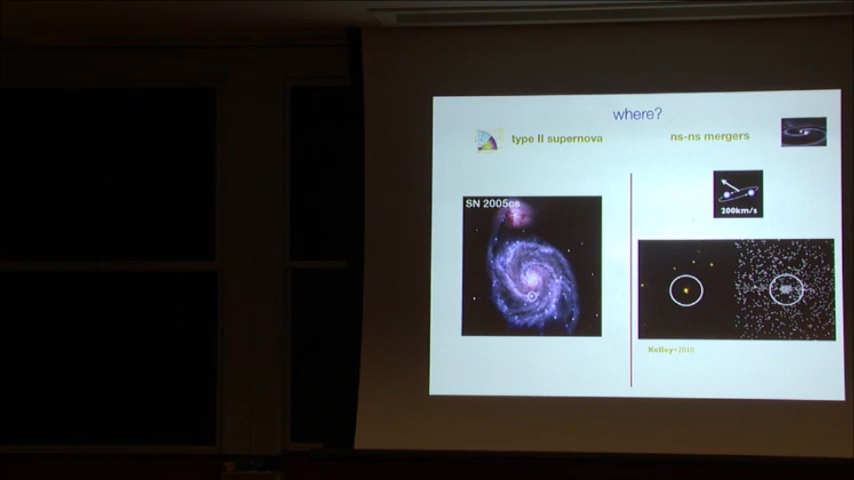 where?
type II supernova
ns-ns mergers
SN 2005cs
200km/s
Kelley+2010